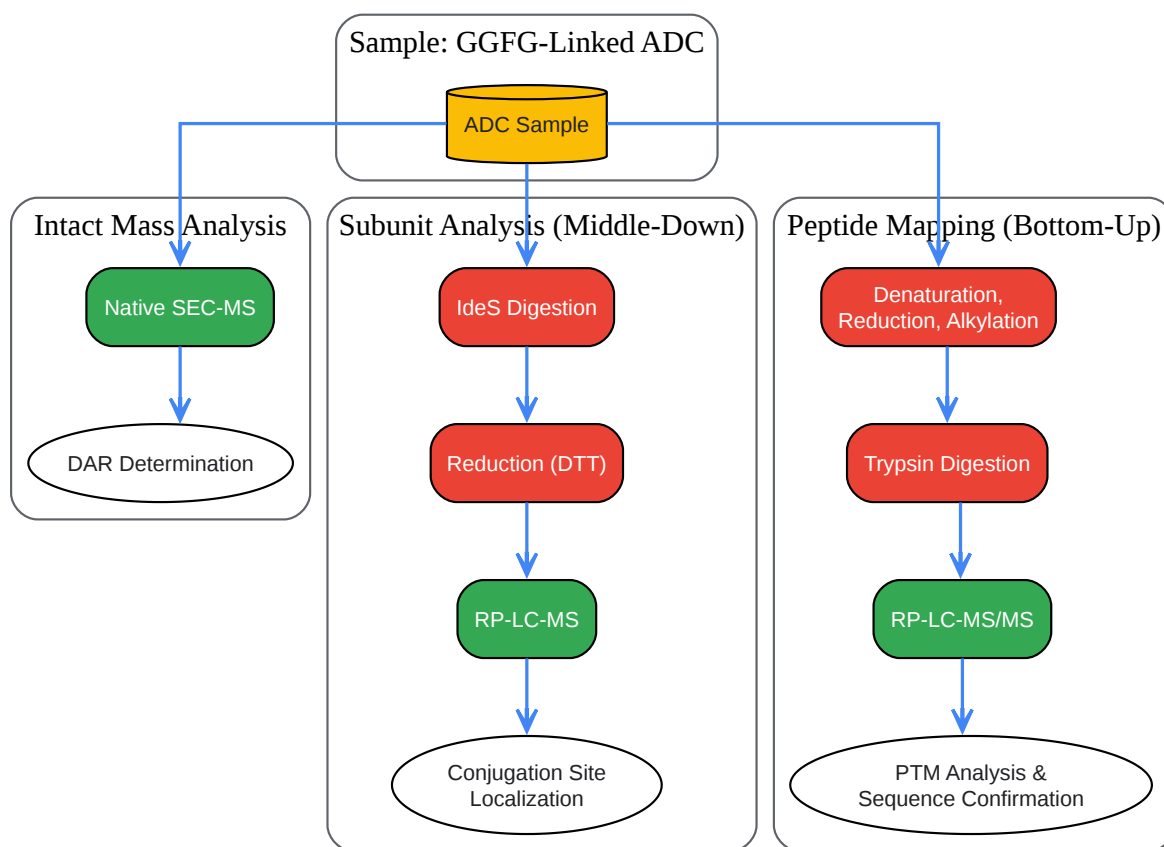 Sample: GGFG-Linked ADC
ADC Sample
Intact Mass Analysis
Native SEC-MS
DAR Determination
Subunit Analysis (Middle-Down)
IdeS Digestion
Reduction (DTT)
RP-LC-MS
Conjugation Site
Localization
Peptide Mapping (Bottom-Up)
Denaturation,
Reduction, Alkylation
Trypsin Digestion
RP-LC-MS/MS
PTM Analysis &
Sequence Confirmation